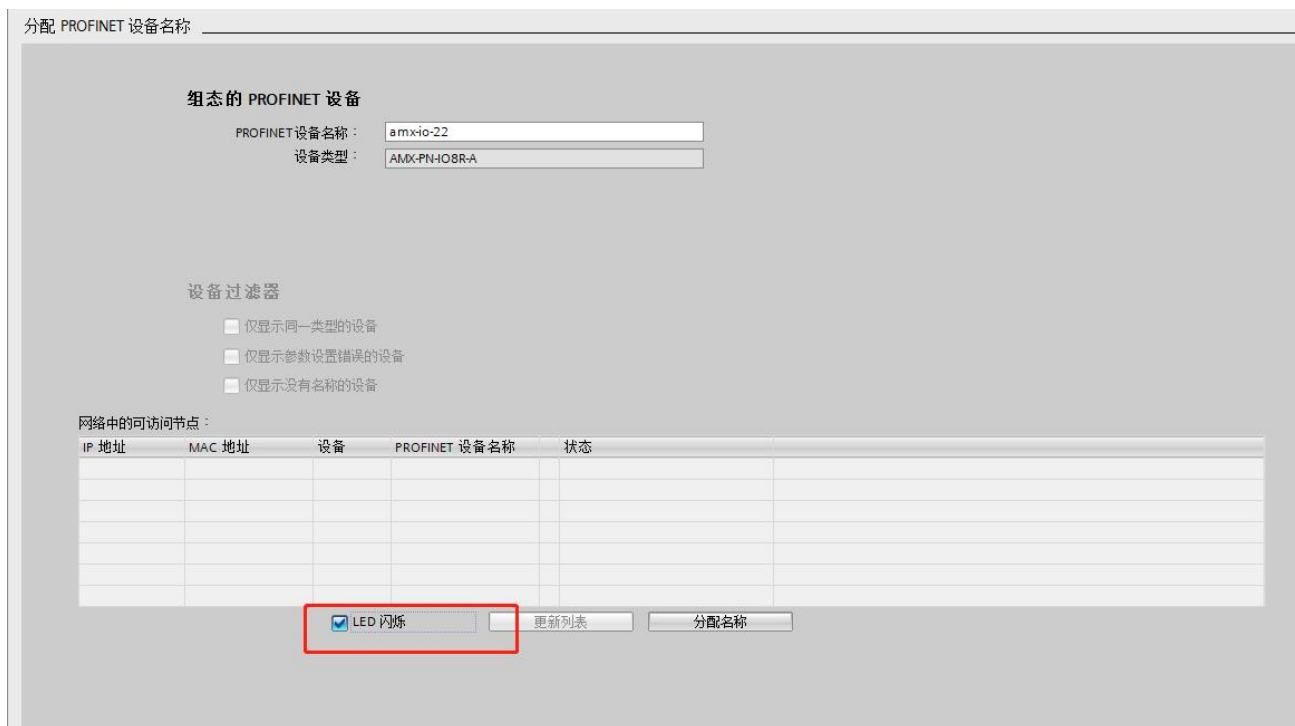 分配 PROFINET 设备名称
组态的 PROFINET 设备
PROFINET设备名称：
amx-io-22
设备类型：
AMX-PN-IO8R-A
设备过滤器
仅显示同一类型的设备
仅显示参数设置错误的设备
仅显示没有名称的设备
网络中的可访问节点：
IP 地址 MAC 地址 设备 PROFINET 设备名称 状态
LED 闪烁 更新列表 分配名称